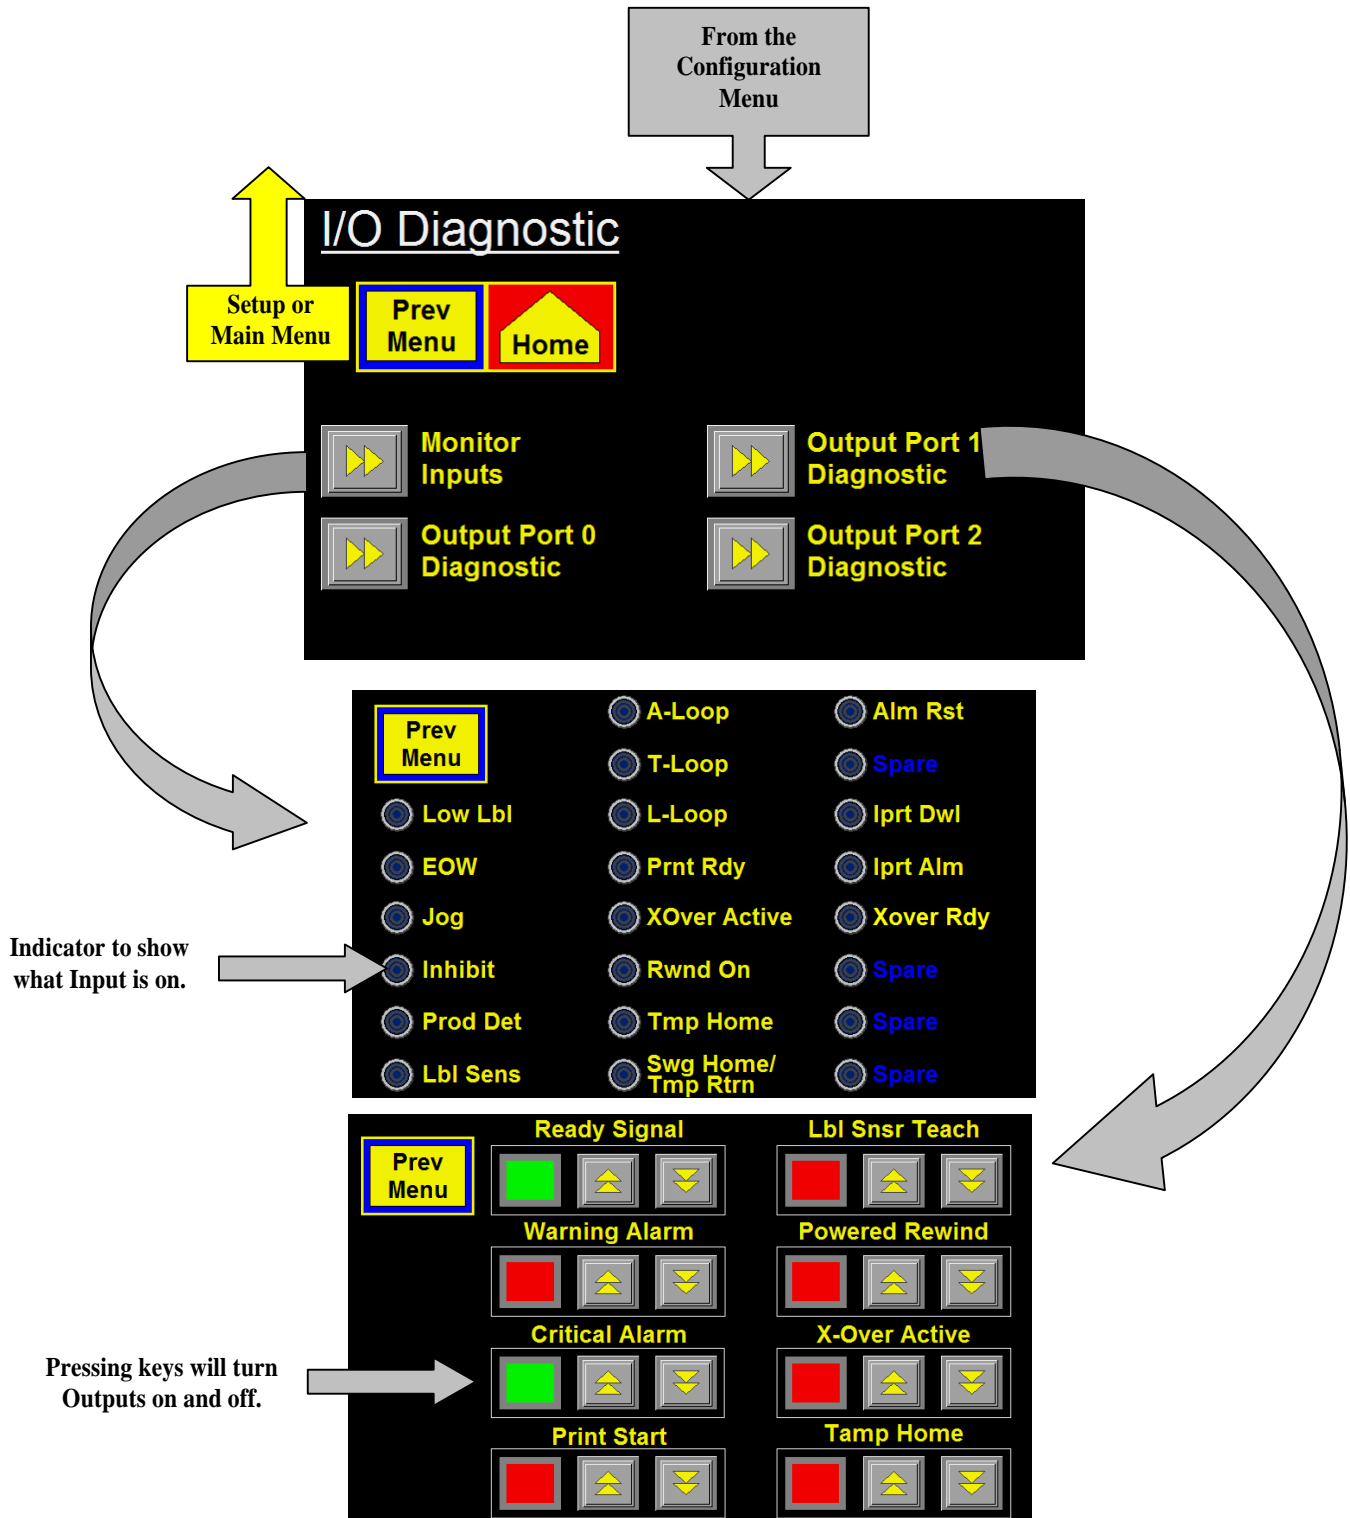 From the
Configuration
Menu
I/O Diagnostic
Setup or
Main Menu
Prev
Menu
Home
Monitor
Inputs
Output Port 1
Diagnostic
Output Port 0
Diagnostic
Output Port 2
Diagnostic
Prev
Menu
A-Loop
Alm Rst
T-Loop
Spare
Low Lbl
L-Loop
Iprt Dwl
EOW
Prnt Rdy
Iprt Alm
Jog
XOver Active
Xover Rdy
Indicator to show
what Input is on.
Inhibit
Rwnd On
Spare
Prod Det
Tmp Home
Spare
Lbl Sens
Swg Home/
Tmp Rtrn
Spare
Prev
Menu
Ready Signal
Lbl Snsr Teach
Warning Alarm
Powered Rewind
Critical Alarm
X-Over Active
Pressing keys will turn
Outputs on and off.
Print Start
Tamp Home